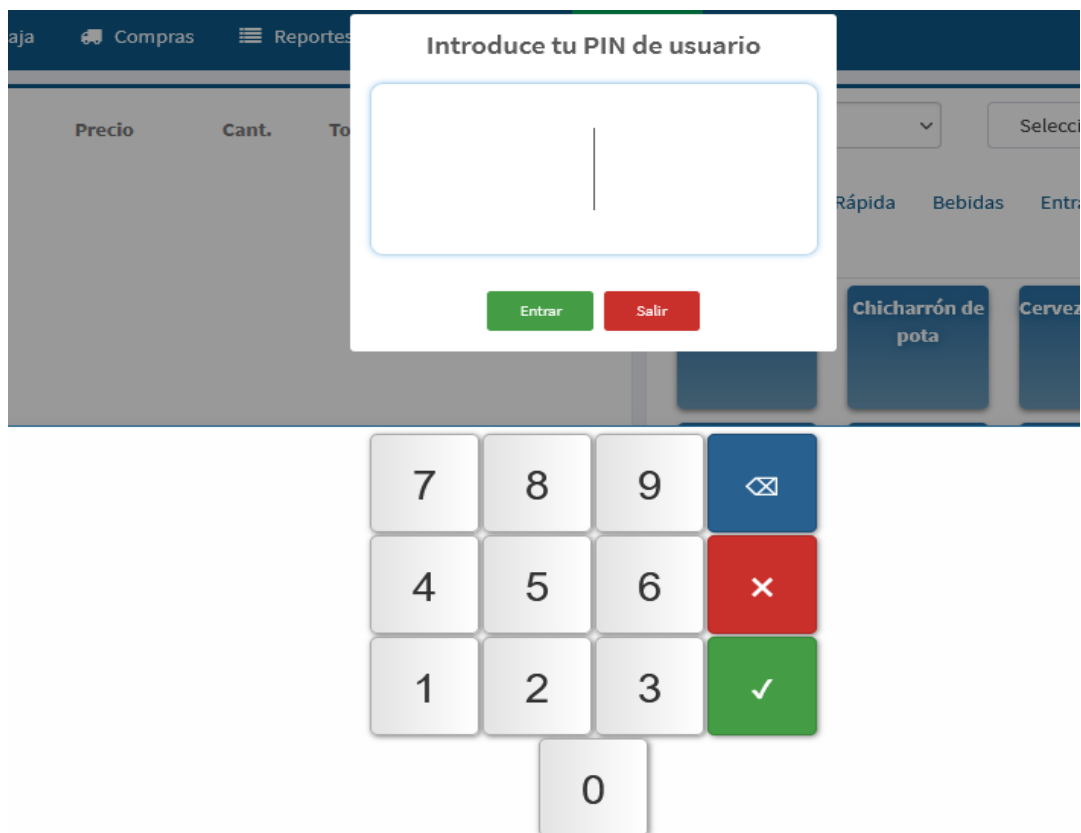 aja Compras Reportes
Introduce tu PIN de usuario
Precio Cant. To
Selecci
Rápida Bebidas Entra
Entrar Salir
Chicharrón de
pota
Cervez
7 8 9
4 5 6
1 2 3
0